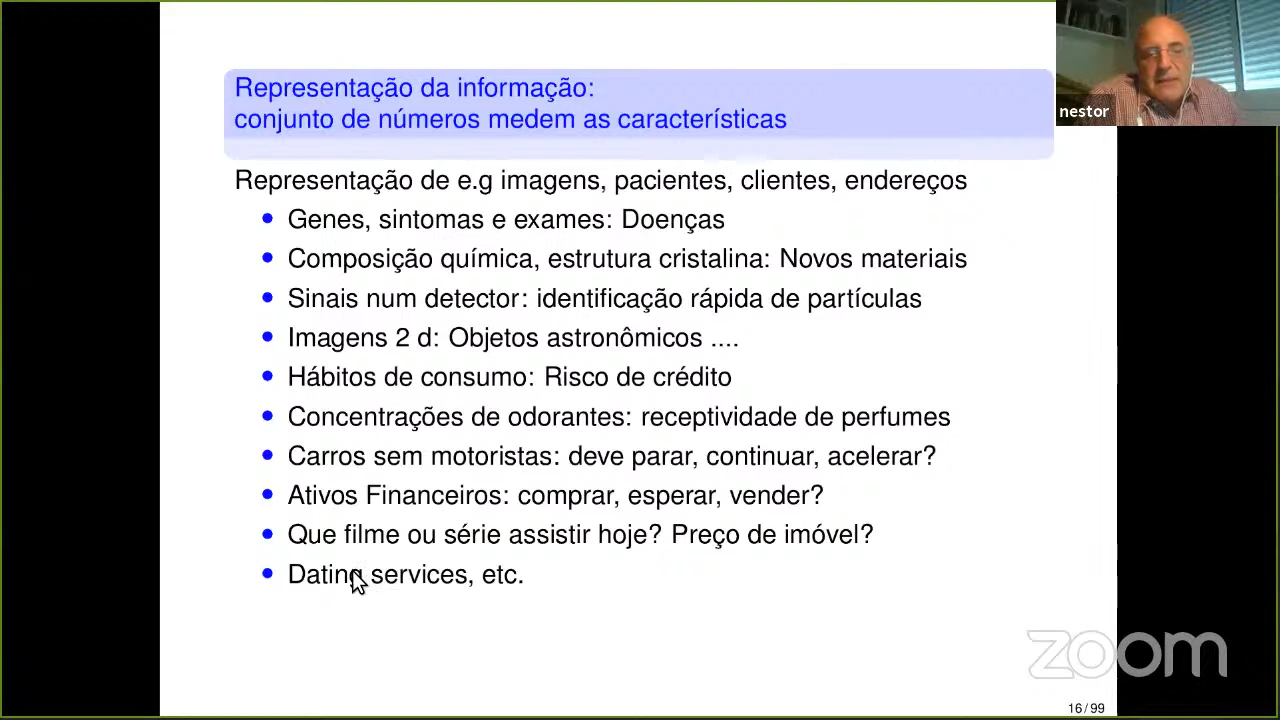 Representação da informação:
conjunto de números medem as características
nestor
Representação de e.g imagens, pacientes, clientes, endereços
Genes, sintomas e exames: Doenças
Composição química, estrutura cristalina: Novos materiais
Sinais num detector: identificação rápida de partículas
Imagens 2 d: Objetos astronômicos ....
Hábitos de consumo: Risco de crédito
Concentrações de odorantes: receptividade de perfumes
Carros sem motoristas: deve parar, continuar, acelerar?
Ativos Financeiros: comprar, esperar, vender?
Que filme ou série assistir hoje? Preço de imóvel?
Dating services, etc.
zoom
16/99